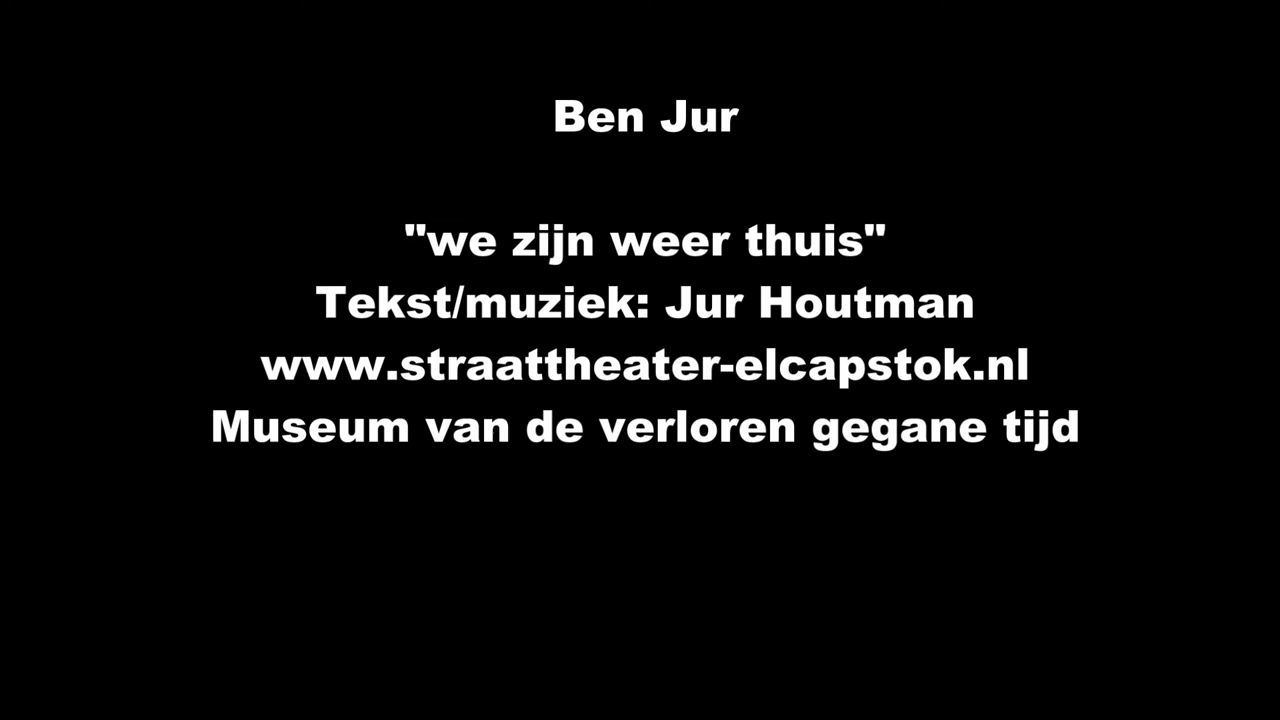 Ben Jur
"we zijn weer thuis"
Tekst/muziek: Jur Houtman
www.straattheater-elcapstok.nl
Museum van de verloren gegane tijd